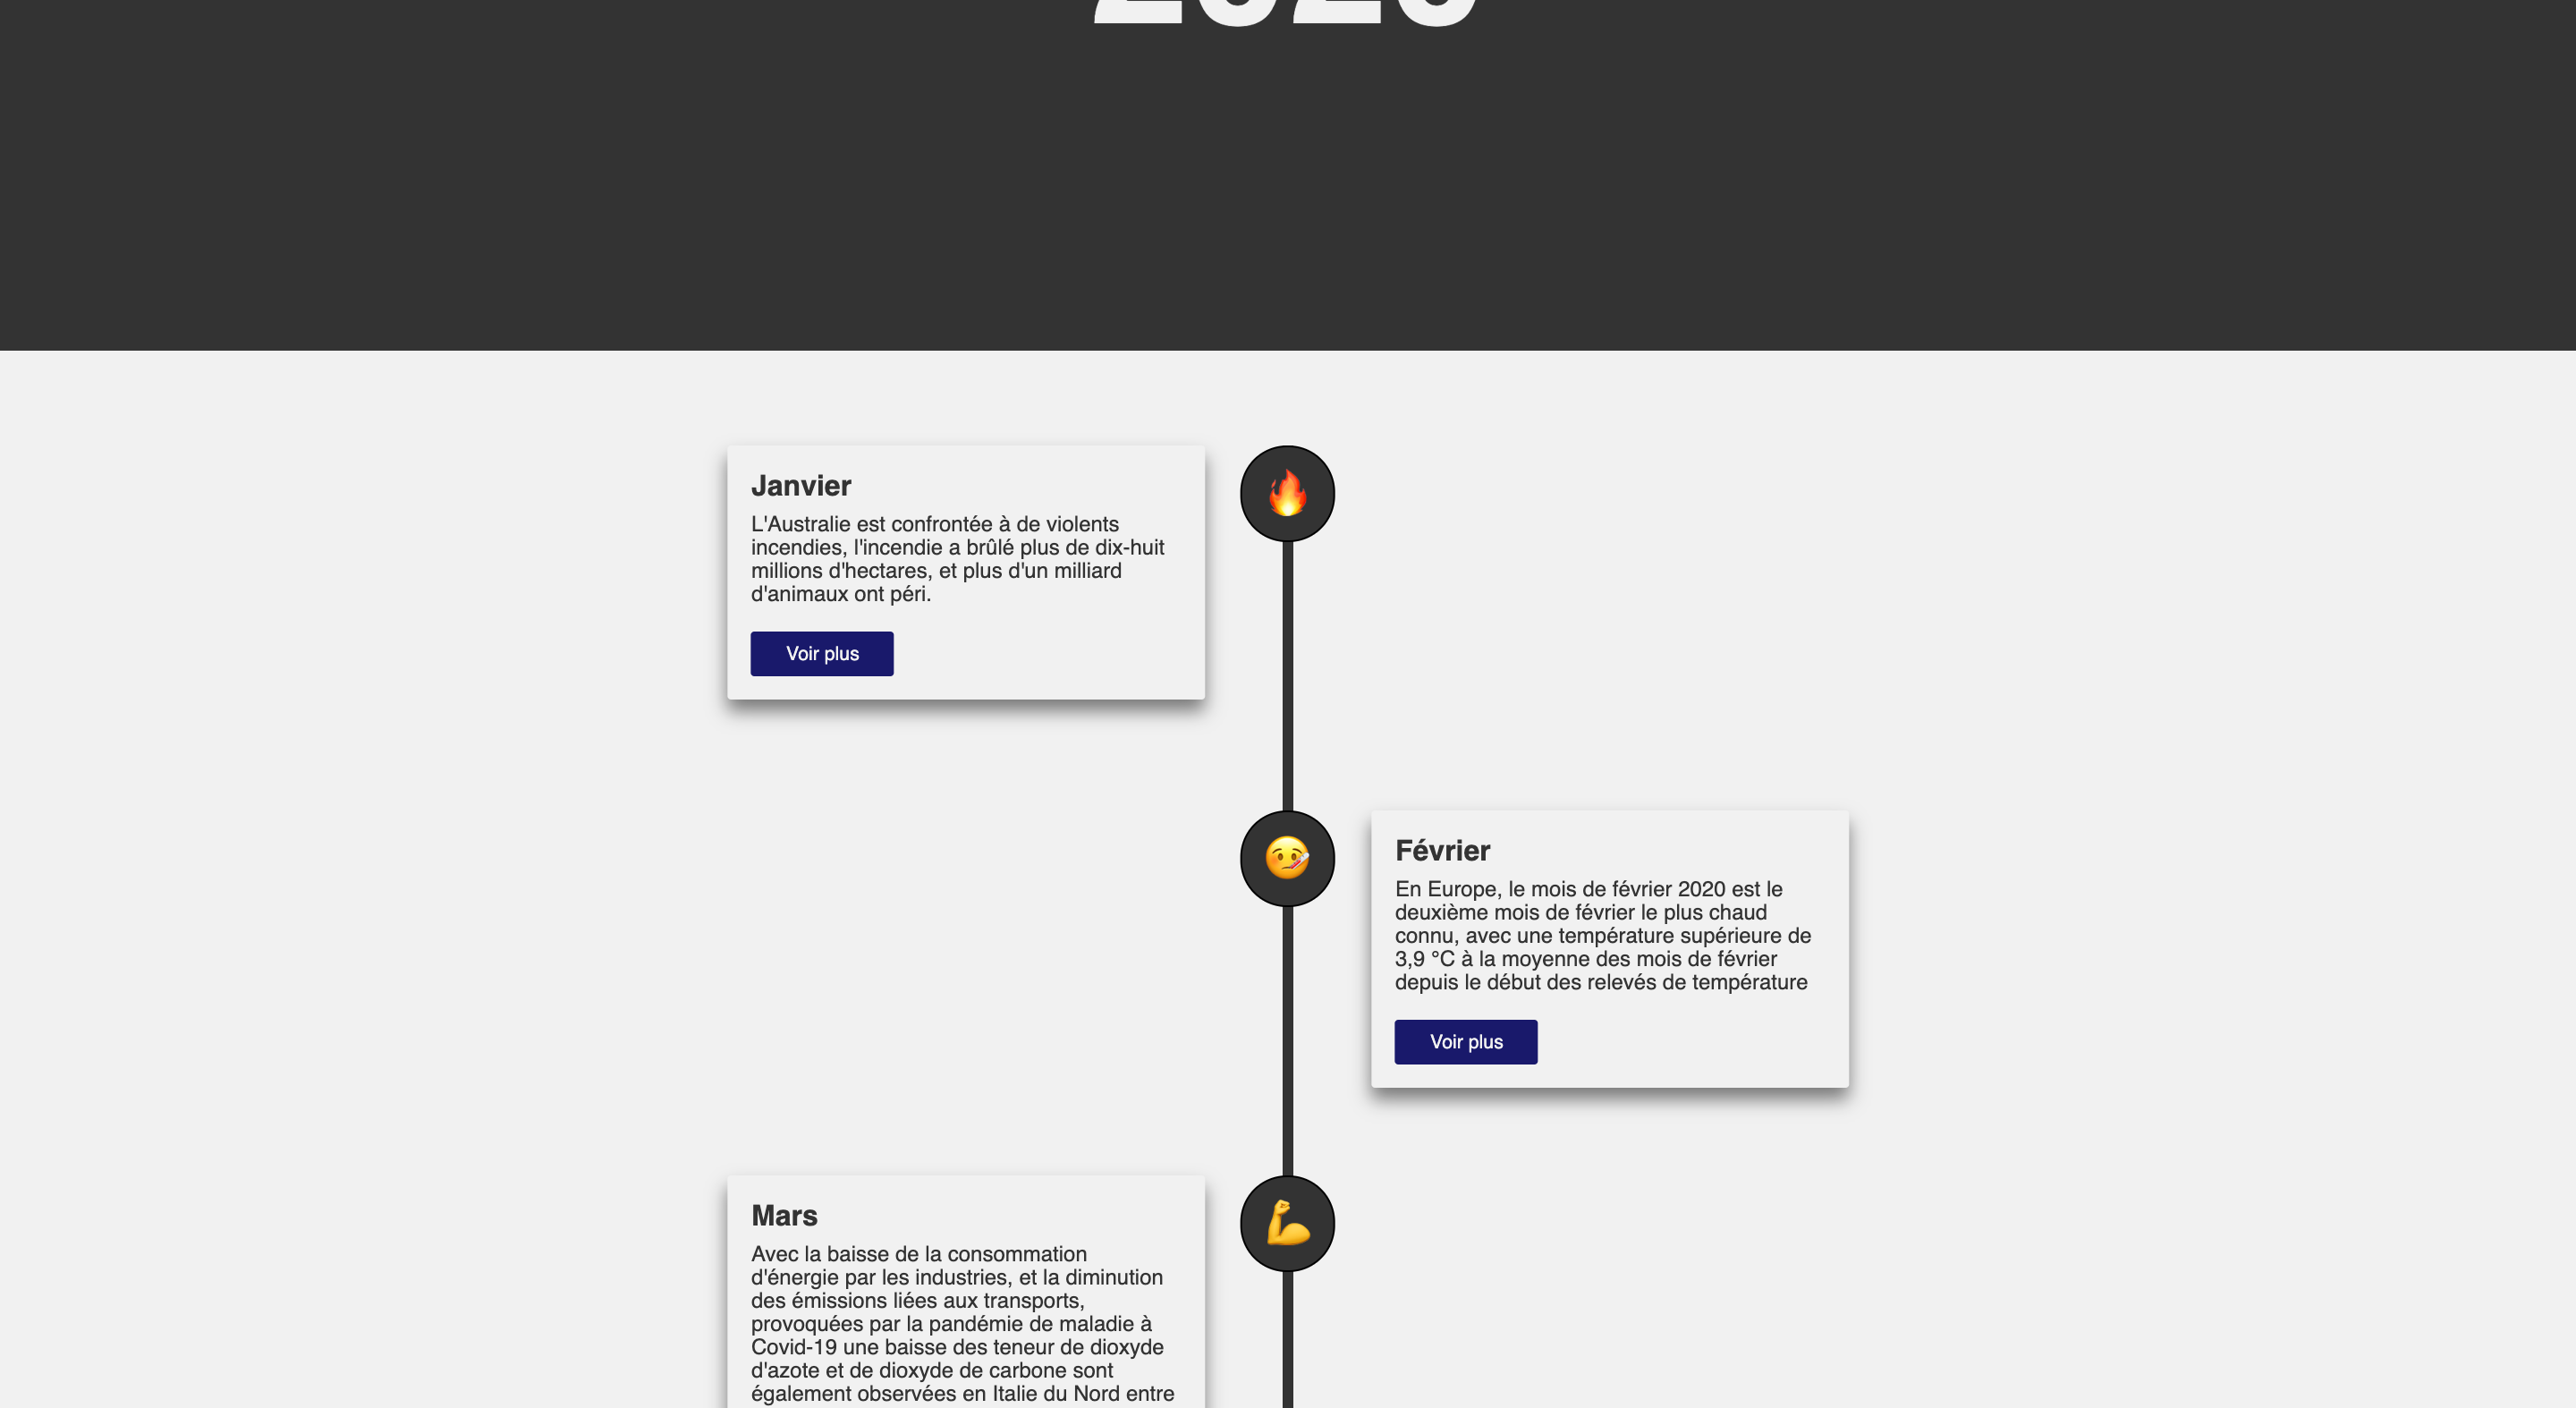 2020
Janvier
L'Australie est confrontée à de violents
incendies, l'incendie a brûlé plus de dix-huit
millions d'hectares, et plus d'un milliard
d'animaux ont péri.
Voir plus
Février
En Europe, le mois de février 2020 est le
deuxième mois de février le plus chaud
connu, avec une température supérieure de
3,9 °C à la moyenne des mois de février
depuis le début des relevés de température
Voir plus
Mars
Avec la baisse de la consommation
d'énergie par les industries, et la diminution
des émissions liées aux transports,
provoquées par la pandémie de maladie à
Covid-19 une baisse des teneur de dioxyde
d'azote et de dioxyde de carbone sont
également observées en Italie du Nord entre